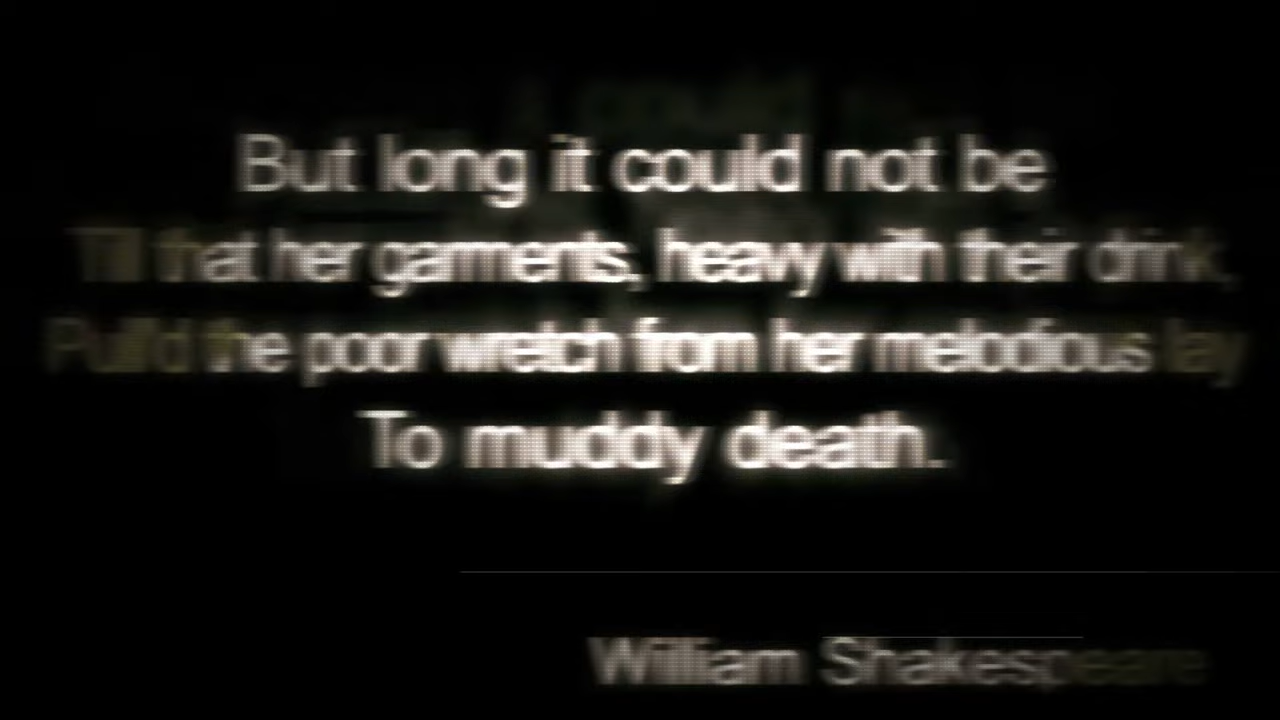 But long it could not be
Till that her garments, heavy with their drink,
Pull'd the poor wretch from her melodious lay
To muddy death.
William Shakespeare